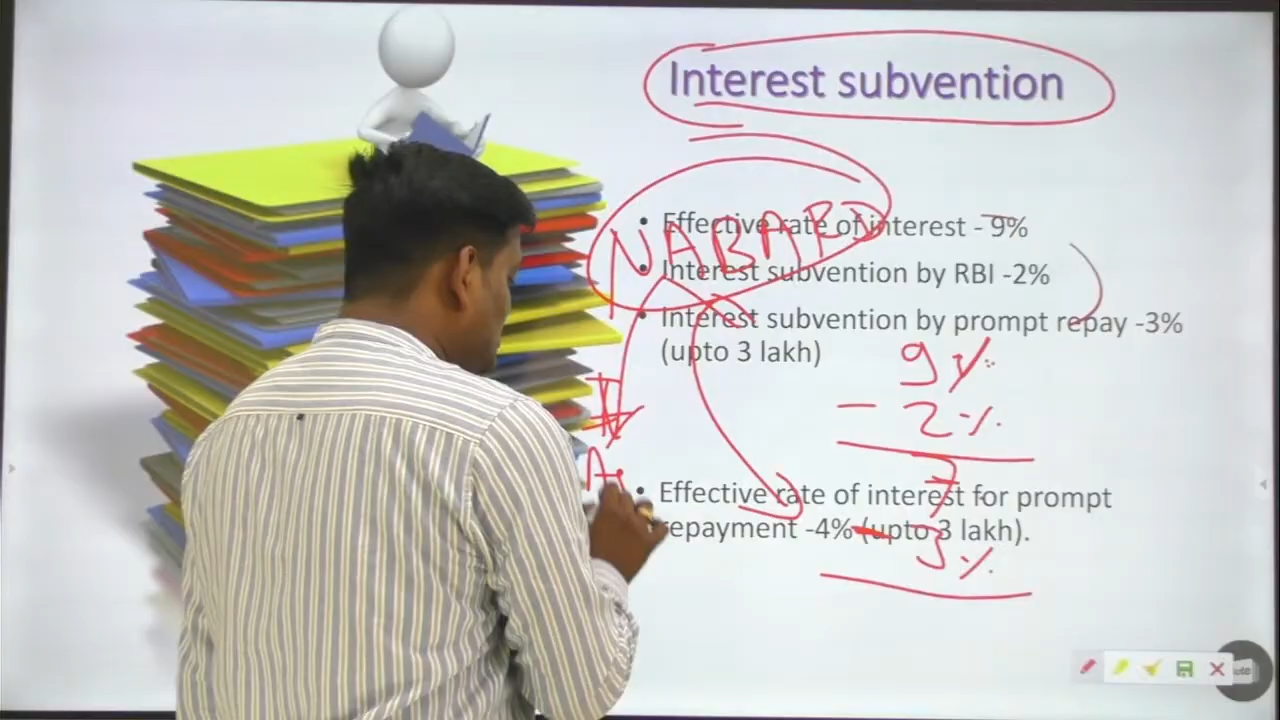 Interest subvention
• Effective rate of interest - 9%
NABARD
• Interest subvention by RBI -2%
• Interest subvention by prompt repay -3%
(upto 3 lakh)
9%
- 2%
7
• Effective rate of interest for prompt
repayment -4% (upto 3 lakh).
- 3%